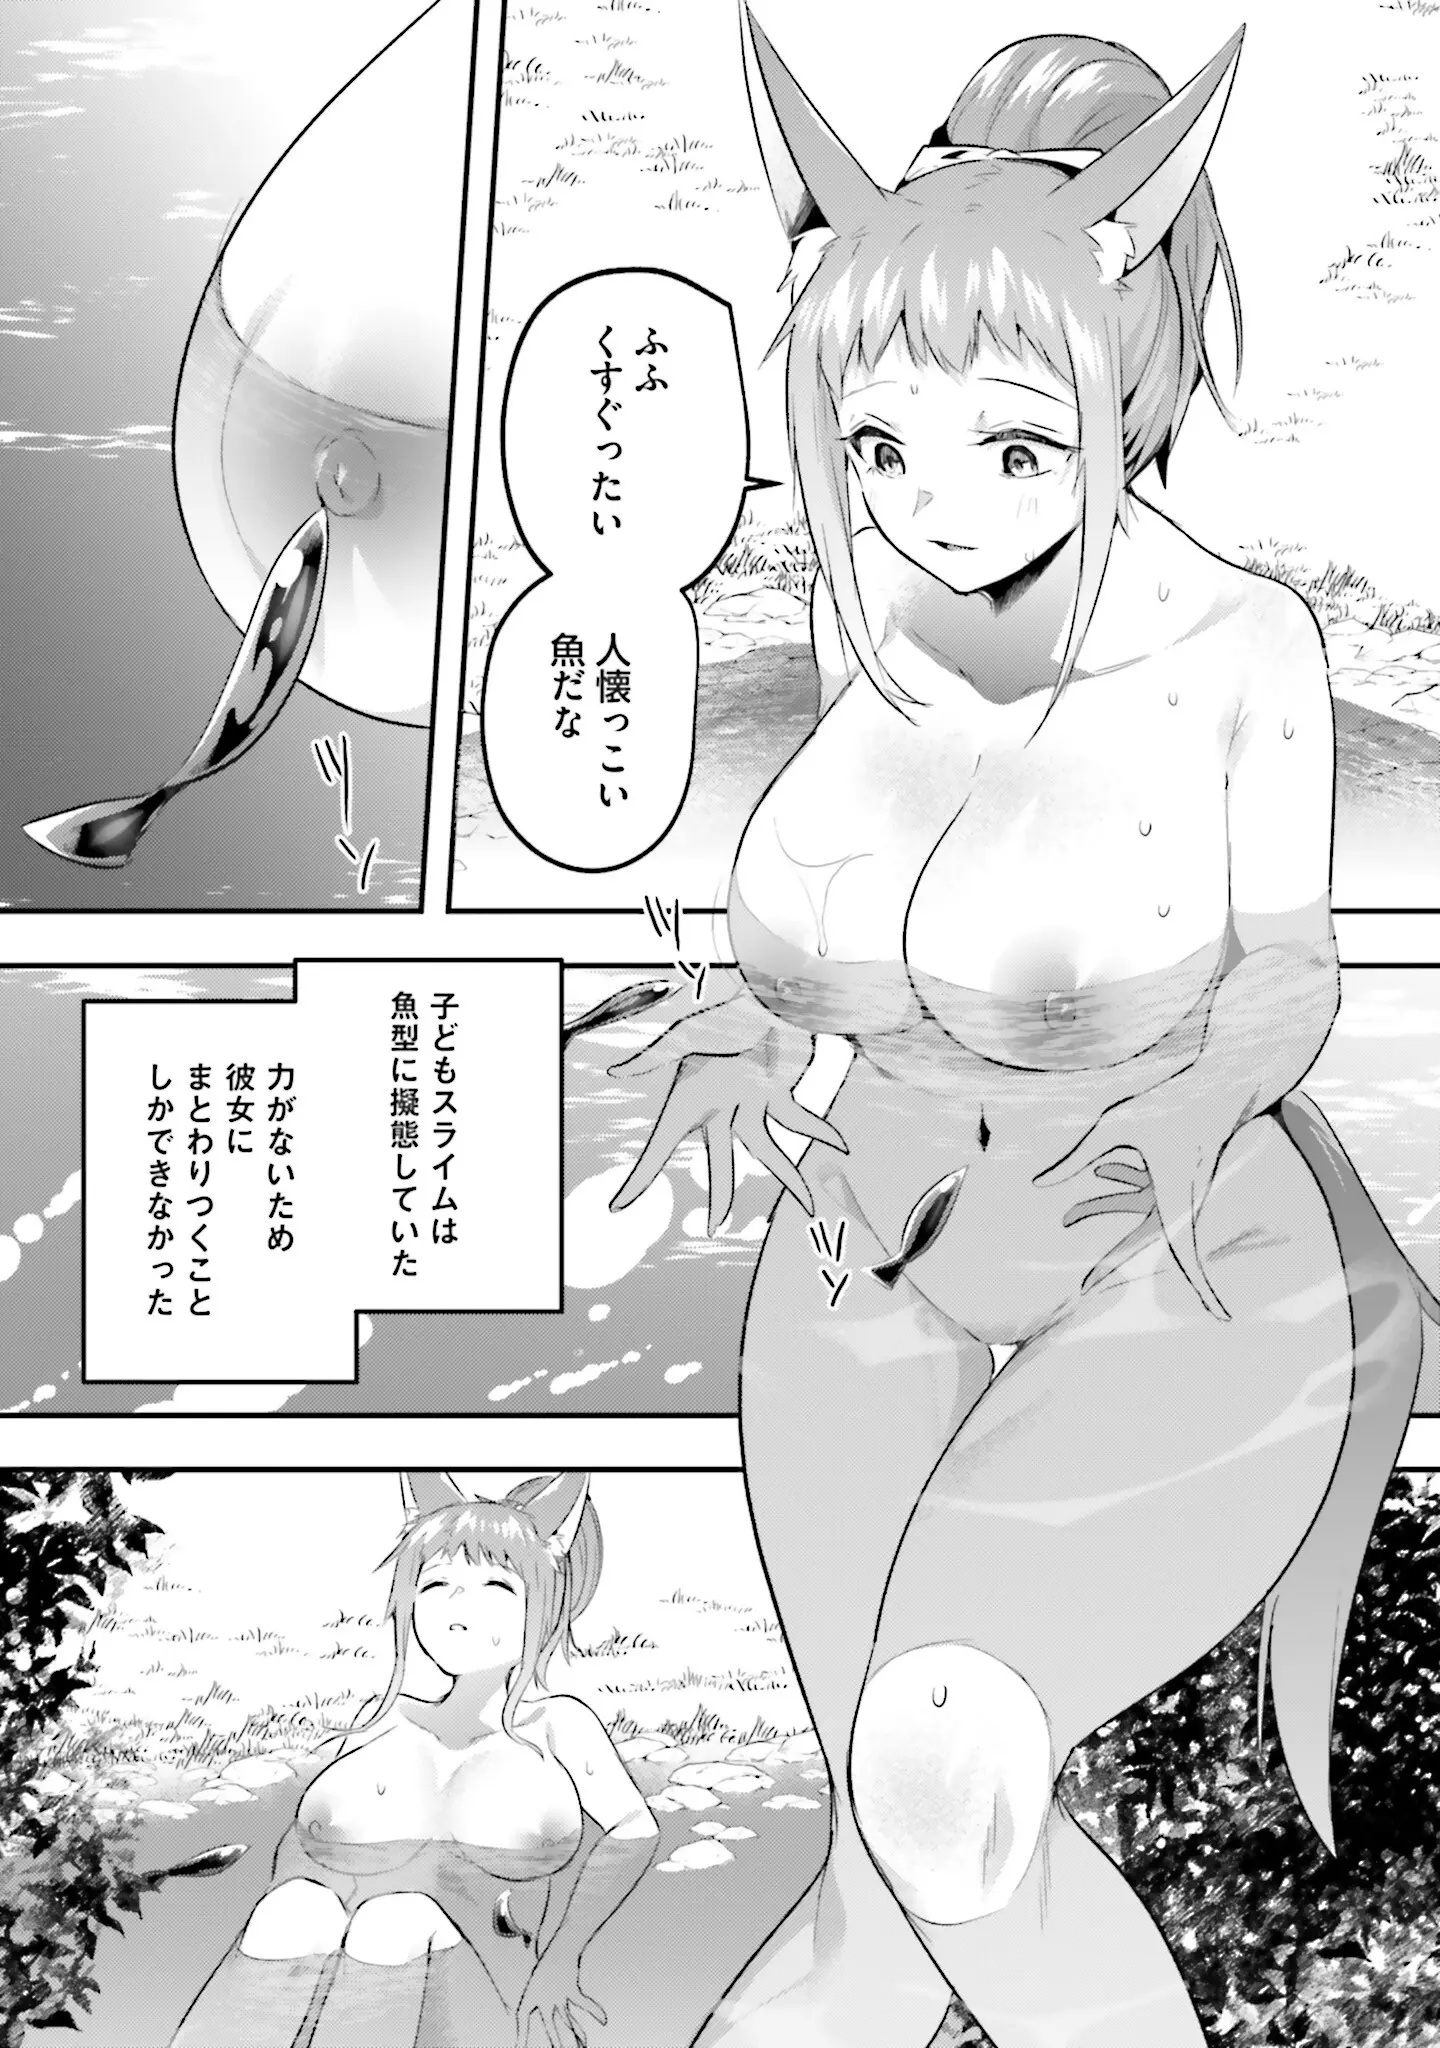 ふふ
くすぐったい
人懐っこい
魚だな
子どもスライムは
魚型に擬態していた
力がないため
彼女に
まとわりつくこと
しかできなかった